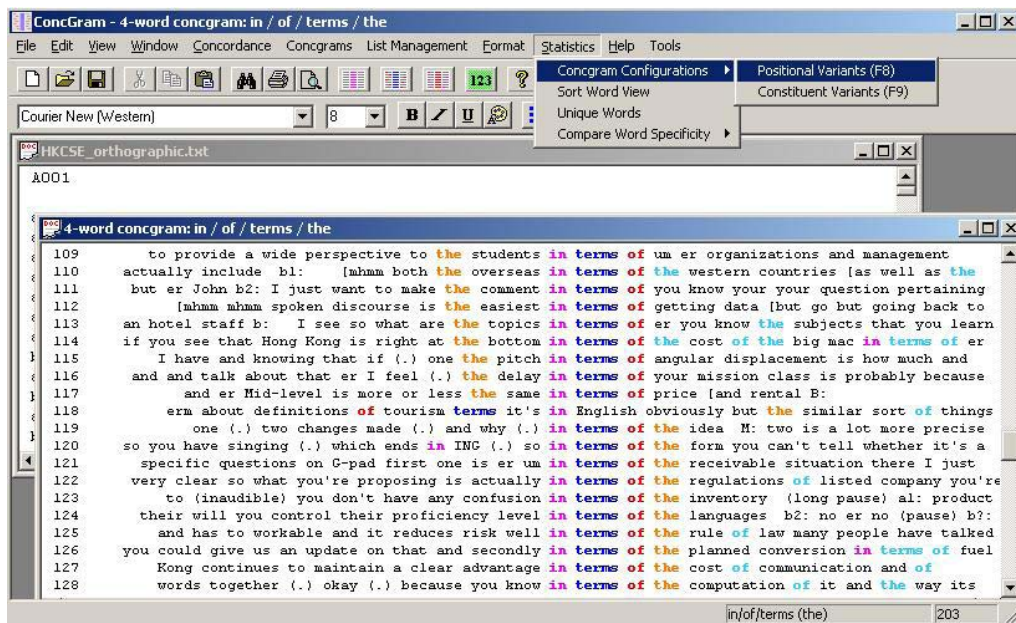 ConcGram - 4-word concgram: in / of / terms / the
File Edit View Window Concordance Concgrams List Management Format Statistics Help Tools
123 ?
Concgram Configurations
Sort Word View
Unique Words
Compare Word Specificity
Positional Variants (F8)
Constituent Variants (F9)
Courier New (Western) 8 B I U
HKCSE_orthographic.txt
A001
4-word concgram: in / of / terms / the
109 to provide a wide perspective to the students in terms of um er organizations and management
110 actually include b1: [mhmm both the overseas in terms of the western countries [as well as the
111 but er John b2: I just want to make the comment in terms of you know your your question pertaining
112 [mhmm mhmm spoken discourse is the easiest in terms of getting data [but go but going back to
113 an hotel staff b: I see so what are the topics in terms of er you know the subjects that you learn
114 if you see that Hong Kong is right at the bottom in terms of the cost of the big mac in terms of er
115 I have and knowing that if (.) one the pitch in terms of angular displacement is how much and
116 and and talk about that er I feel (.) the delay in terms of your mission class is probably because
117 and er Mid-level is more or less the same in terms of price [and rental B:
118 erm about definitions of tourism terms it's in English obviously but the similar sort of things
119 one (.) two changes made (.) and why (.) in terms of the idea M: two is a lot more precise
120 so you have singing (.) which ends in ING (.) so in terms of the form you can't tell whether it's a
121 specific questions on G-pad first one is er um in terms of the receivable situation there I just
122 very clear so what you're proposing is actually in terms of the regulations of listed company you're
123 to (inaudible) you don't have any confusion in terms of the inventory (long pause) al: product
124 their will you control their proficiency level in terms of the languages b2: no er no (pause) b?:
125 and has to workable and it reduces risk well in terms of the rule of law many people have talked
126 you could give us an update on that and secondly in terms of the planned conversion in terms of fuel
127 Kong continues to maintain a clear advantage in terms of the cost of communication and of
128 words together (.) okay (.) because you know in terms of the computation of it and the way its
in/of/terms (the) 203